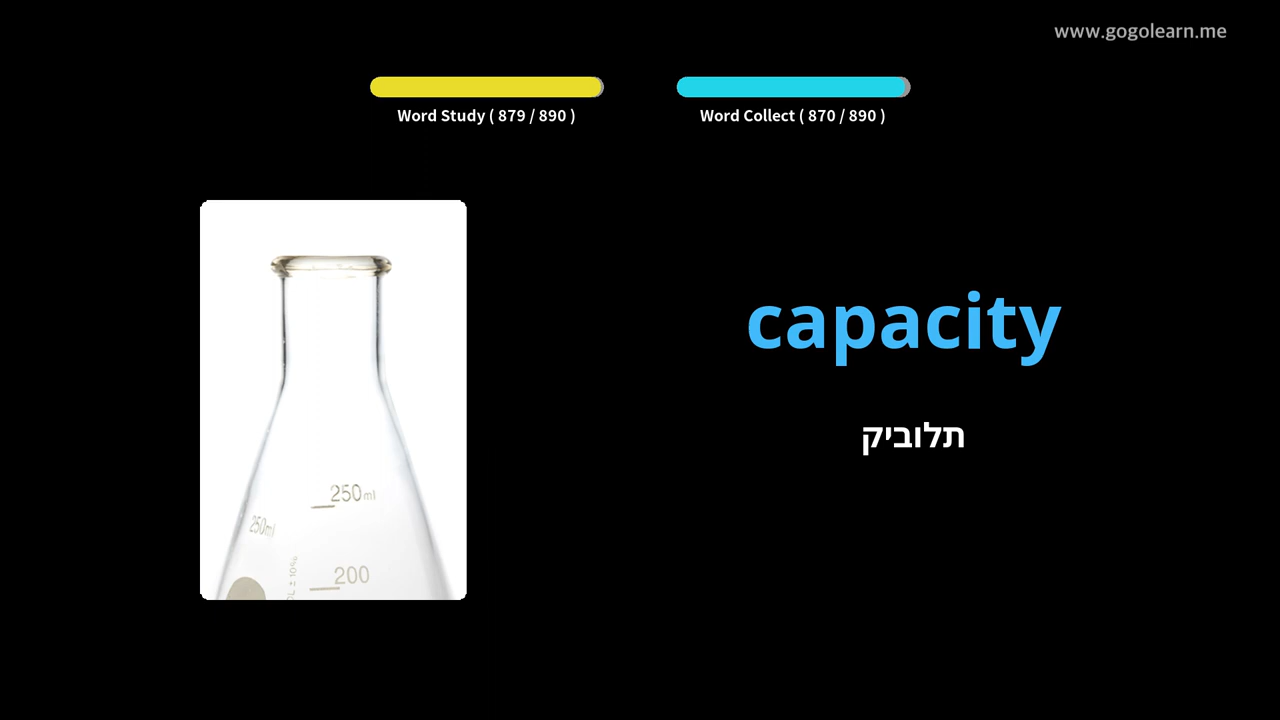 www.gogolearn.me
Word Study ( 879 / 890 )
Word Collect ( 870 / 890 )
250ml
250ml
200
capacity
תלוביק